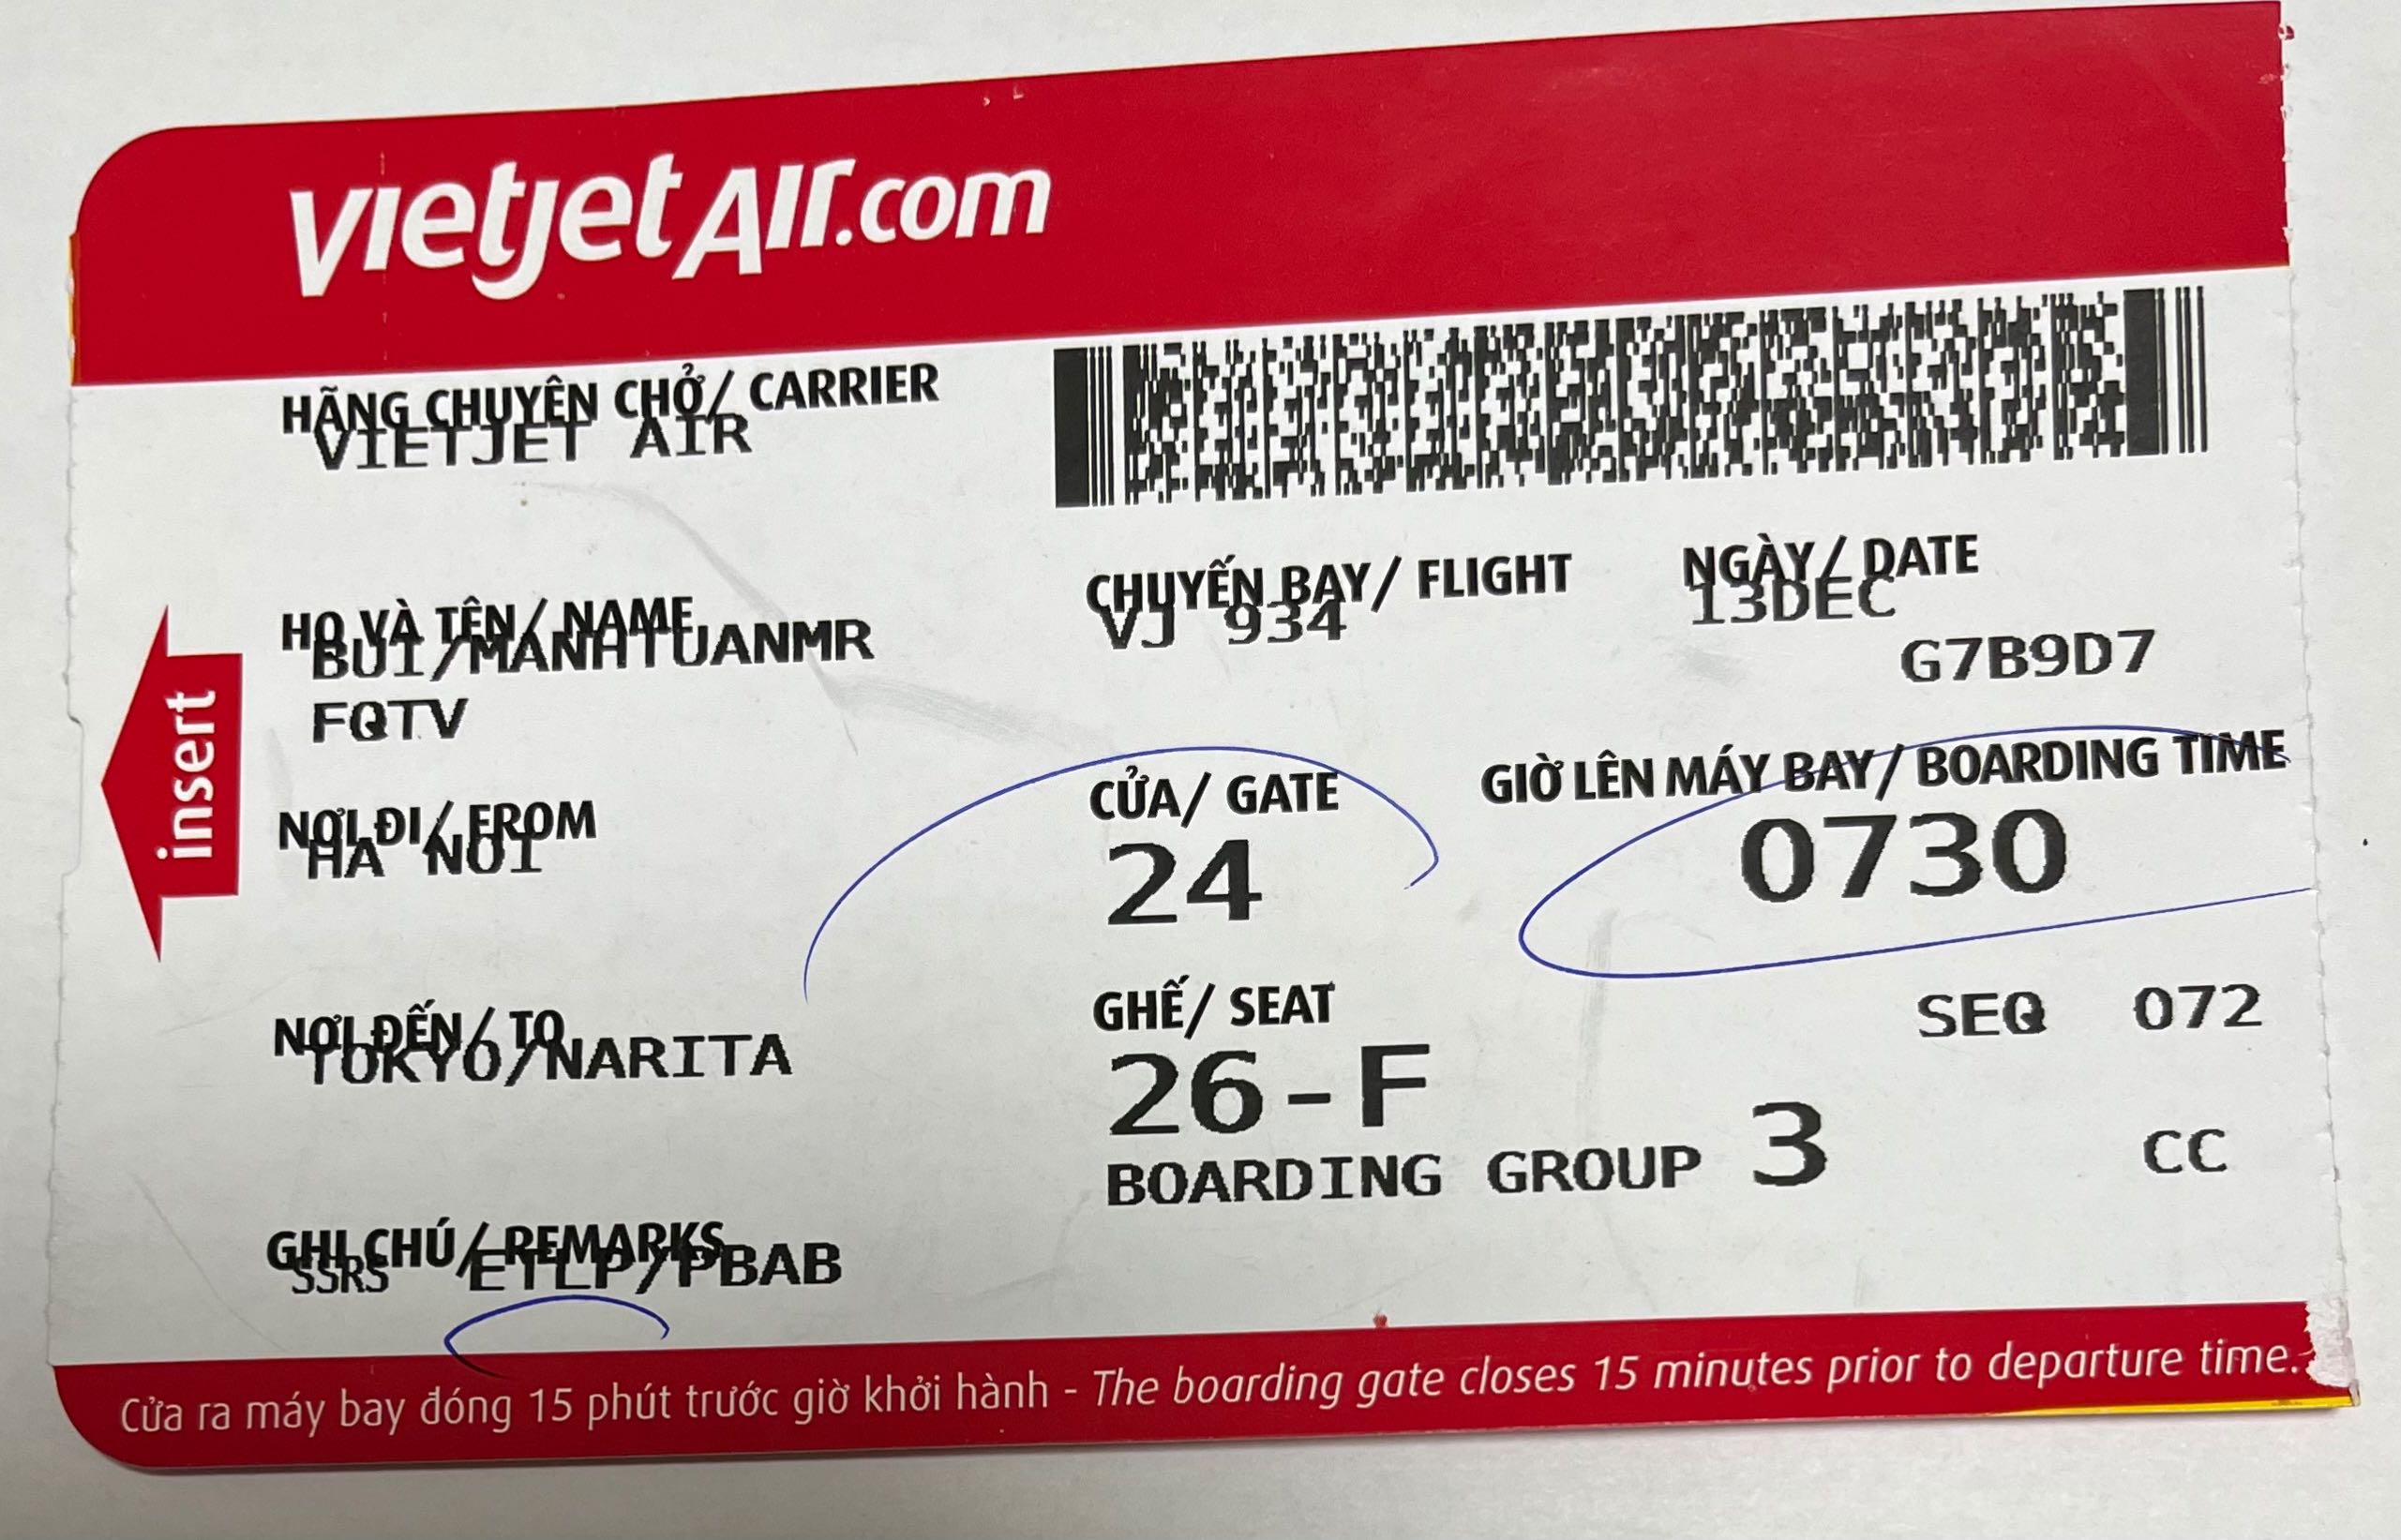 vietjetAir.com
HÃNG CHUYÊN CHỞ/ CARRIER
VIETJET AIR
CHUYẾN BAY/ FLIGHT NGÀY/ DATE
VJ 934 13DEC
HỌ VÀ TÊN/ NAME
BUI/MANHTUANMR
G7B9D7
FQTV
insert
NƠI ĐI/ FROM
HA NOI
CỬA/ GATE GIỜ LÊN MÁY BAY/ BOARDING TIME
24 0730
NƠI ĐẾN/ TO
TOKYO/NARITA
GHẾ/ SEAT
SEQ 072
26-F
BOARDING GROUP 3 CC
GHI CHÚ/ REMARKS
SSRS ETLP/PBAB
Cửa ra máy bay đóng 15 phút trước giờ khởi hành - The boarding gate closes 15 minutes prior to departure time.